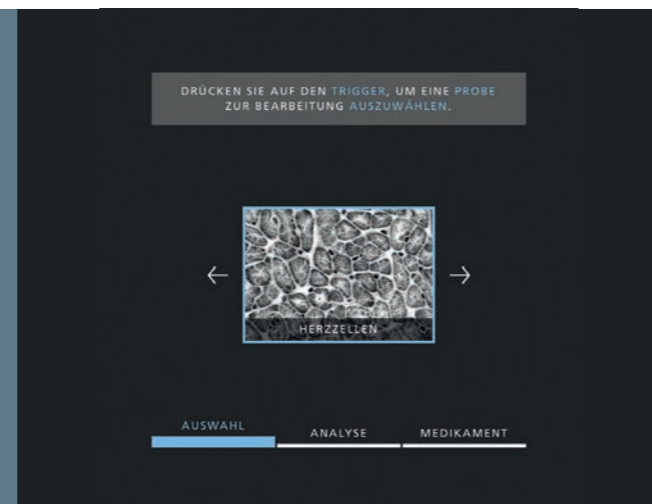 DRÜCKEN SIE AUF DEN TRIGGER, UM EINE PROBE
ZUR BEARBEITUNG AUSZUWÄHLEN.
HERZZELLEN
AUSWAHL
ANALYSE
MEDIKAMENT